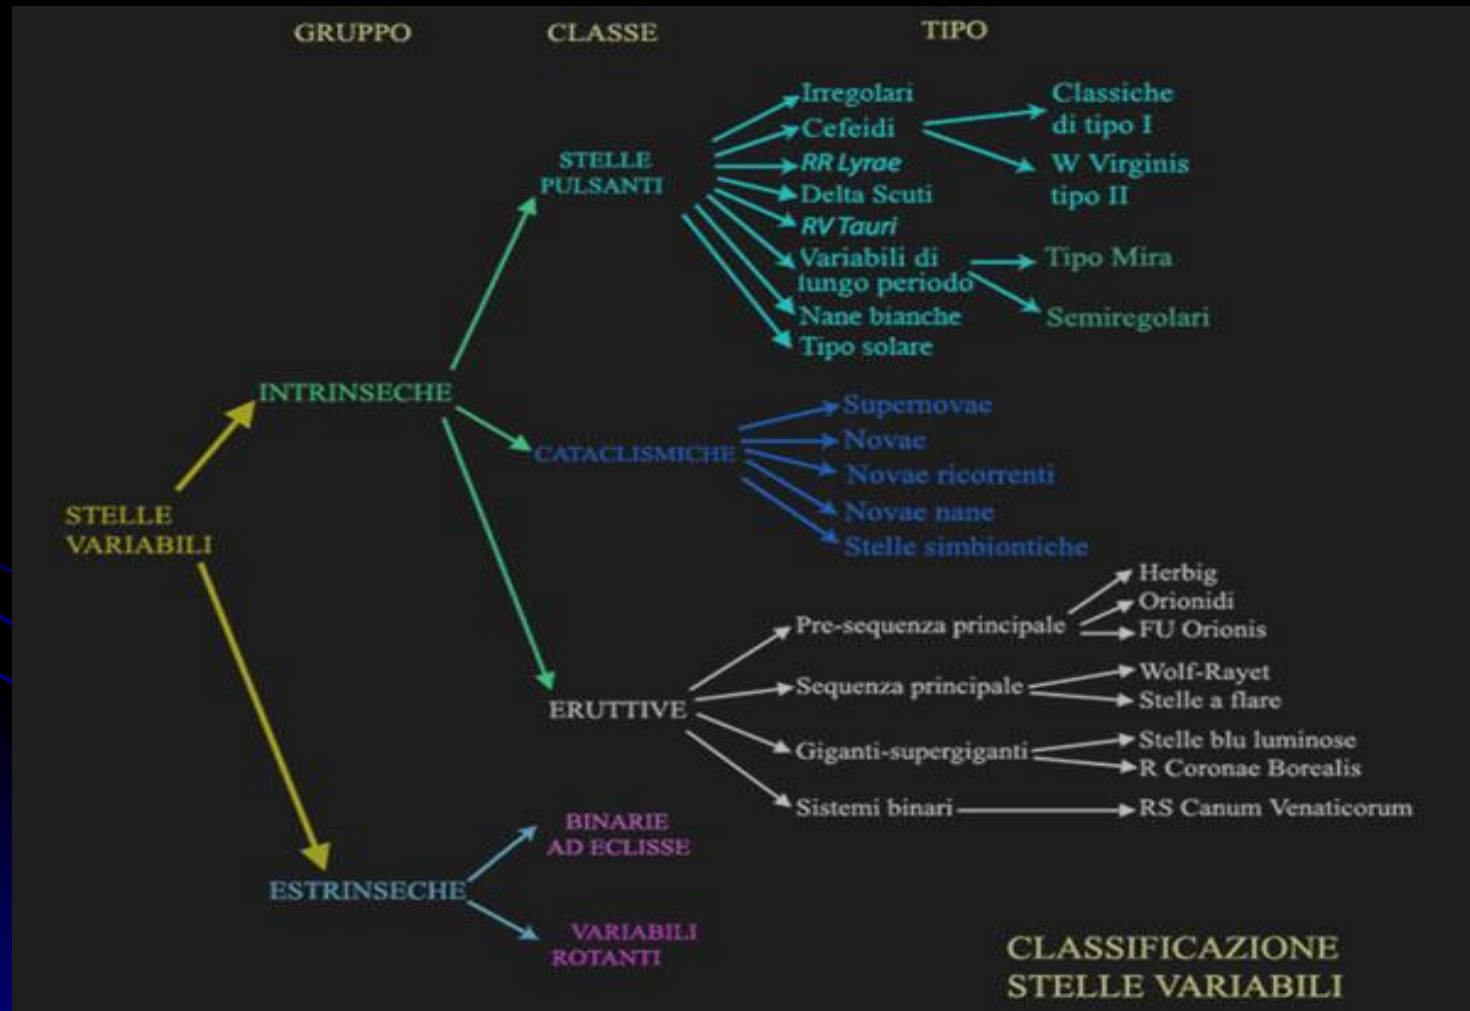 GRUPPO
CLASSE
TIPO
STELLE
VARIABILI
INTRINSECHE
STELLE
PULSANTI
Irregolari
Cefeidi
Classiche
di tipo I
W Virginis
tipo II
RR Lyrae
Delta Scuti
RV Tauri
Variabili di
lungo periodo
Tipo Mira
Semiregolari
Nane bianche
Tipo solare
CATACLISMICHE
Supernovae
Novae
Novae ricorrenti
Novae nane
Stelle simbiontiche
ERUTTIVE
Pre-sequenza principale
Herbig
Orionidi
FU Orionis
Sequenza principale
Wolf-Rayet
Stelle a flare
Giganti-supergiganti
Stelle blu luminose
R Coronae Borealis
Sistemi binari
RS Canum Venaticorum
ESTRINSECHE
BINARIE
AD ECLISSE
VARIABILI
ROTANTI
CLASSIFICAZIONE
STELLE VARIABILI